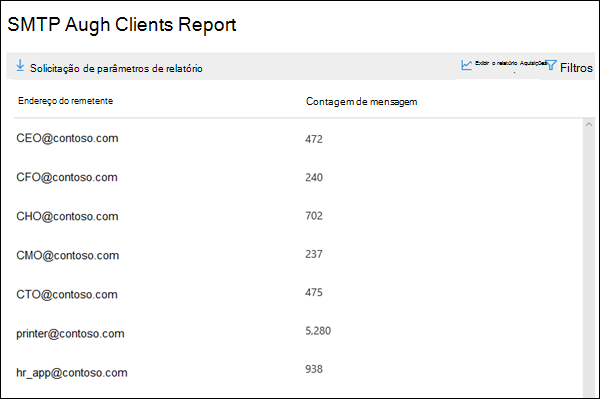 SMTP Augh Clients Report
Solicitação de parâmetros de relatório
Exibir o relatório Aquisições
Filtros
Endereço do remetente Contagem de mensagem
CEO@contoso.com 472
CFO@contoso.com 240
CHO@contoso.com 702
CMO@contoso.com 237
CTO@contoso.com 475
printer@contoso.com 5,280
hr_app@contoso.com 938